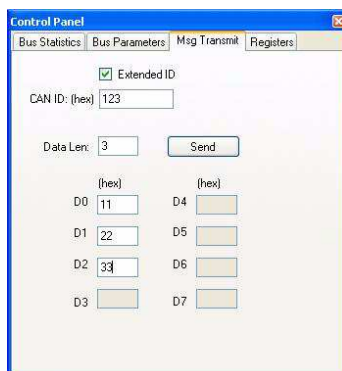 Control Panel
Bus Statistics Bus Parameters Msg Transmit Registers
Extended ID
CAN ID: (hex) 123
Data Len: 3 Send
(hex) (hex)
D0 11 D4
D1 22 D5
D2 33 D6
D3 D7